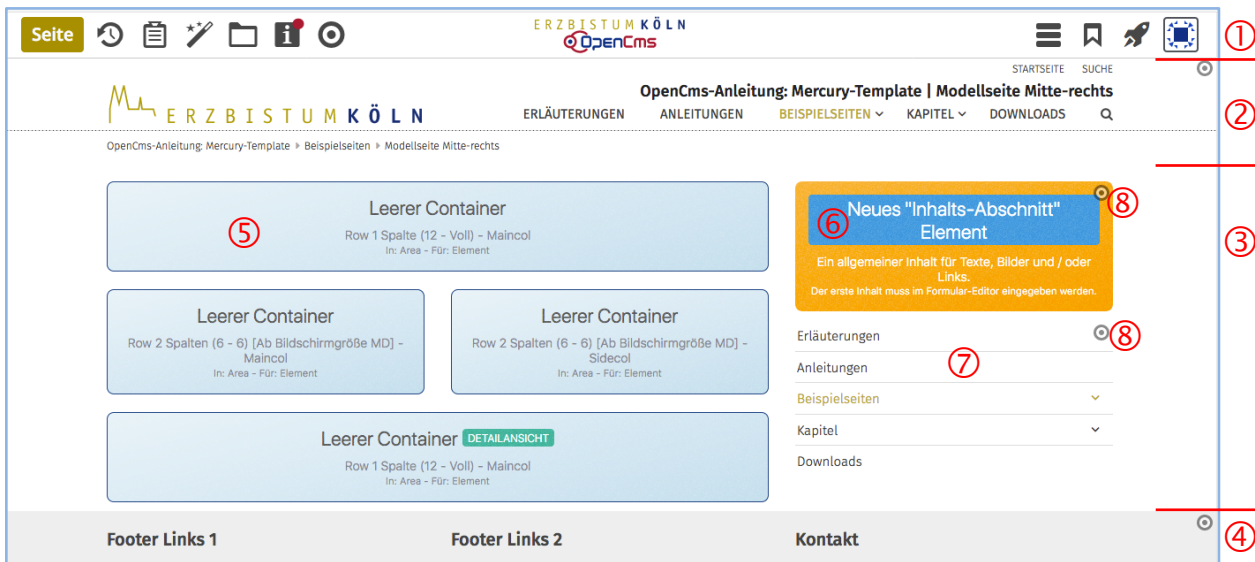 Seite
ERZBISTUM KÖLN
OpenCms
①
STARTSEITE SUCHE
OpenCms-Anleitung: Mercury-Template | Modellseite Mitte-rechts
ERZBISTUM KÖLN
ERLÄUTERUNGEN ANLEITUNGEN BEISPIELSEITEN KAPITEL DOWNLOADS
②
OpenCms-Anleitung: Mercury-Template Beispielseiten Modellseite Mitte-rechts
Leerer Container
⑤
Row 1 Spalte (12 - Voll) - Maincol
In: Area - Für: Element
⑧
Neues "Inhalts-Abschnitt"
⑥
Element
Ein allgemeiner Inhalt für Texte, Bilder und / oder
Links.
Der erste Inhalt muss im Formular-Editor eingegeben werden.
③
Leerer Container
Row 2 Spalten (6 - 6) [Ab Bildschirmgröße MD] -
Maincol
In: Area - Für: Element
Leerer Container
Row 2 Spalten (6 - 6) [Ab Bildschirmgröße MD] -
Sidecol
In: Area - Für: Element
Erläuterungen
⑧
Anleitungen
⑦
Beispielseiten
Kapitel
Downloads
Leerer Container DETAILANSICHT
Row 1 Spalte (12 - Voll) - Maincol
In: Area - Für: Element
Footer Links 1 Footer Links 2 Kontakt
④